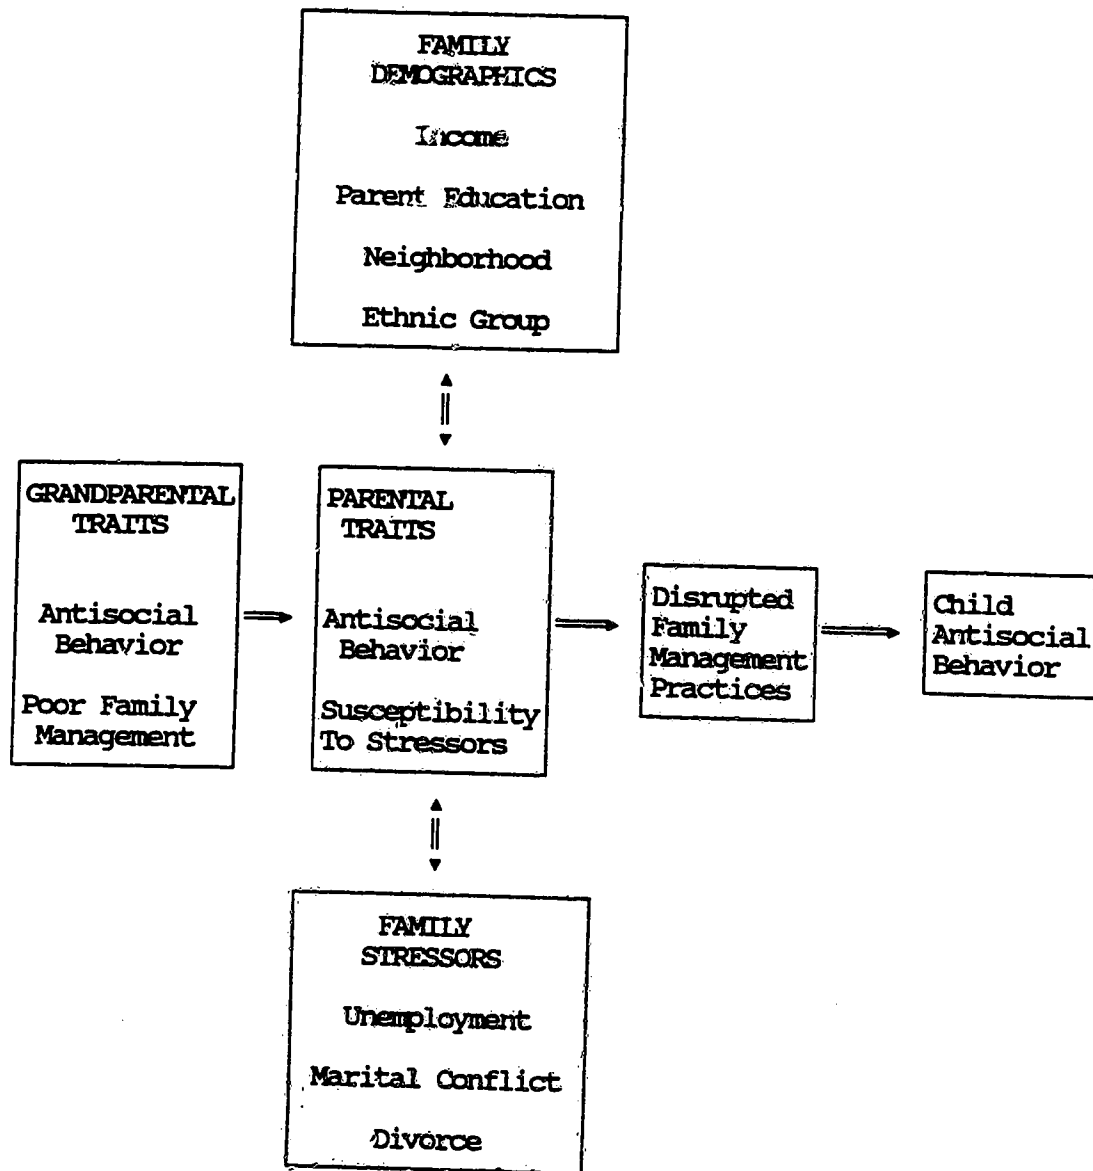 FAMILY
DEMOGRAPHICS
Income
Parent Education
Neighborhood
Ethnic Group
GRANDPARENTAL
TRAITS
Antisocial
Behavior
Poor Family
Management
PARENTAL
TRAITS
Antisocial
Behavior
Susceptibility
To Stressors
Disrupted
Family
Management
Practices
Child
Antisocial
Behavior
FAMILY
STRESSORS
Unemployment
Marital Conflict
Divorce